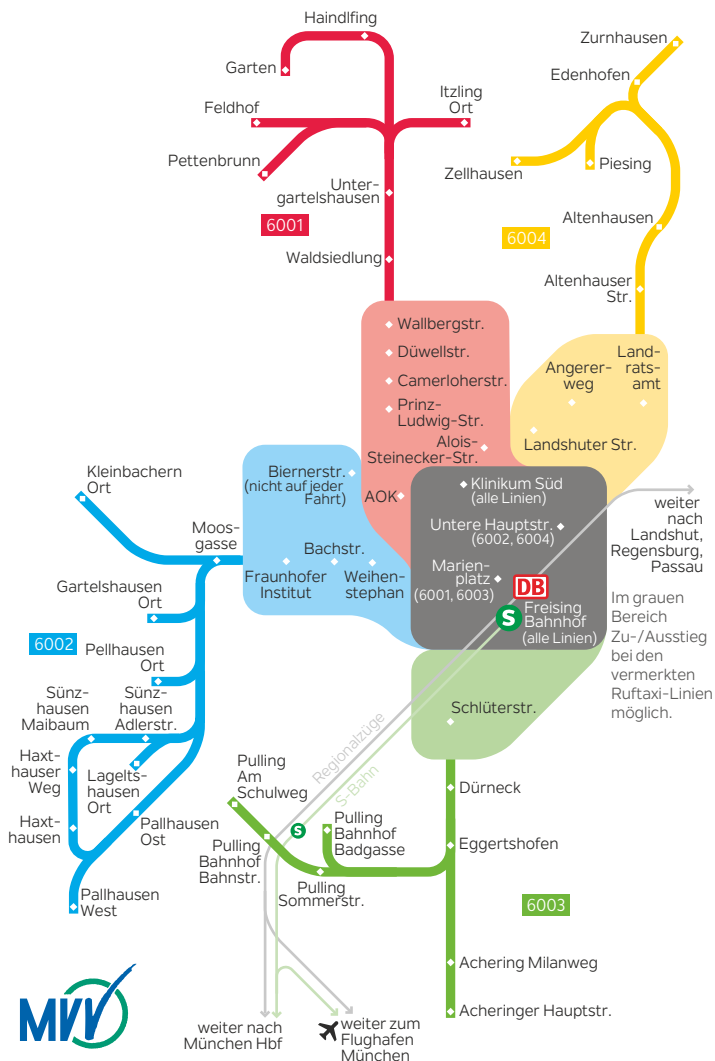 Haindlfing
Garten
Feldhof
Itzling
Ort
Pettenbrunn
Unter-
gartelshausen
6001
Waldsiedlung
Zurnhausen
Edenhofen
Zellhausen
Piesing
6004
Altenhausen
Altenhauser
Str.
Wallbergstr.
Düwellstr.
Camerloherstr.
Prinz-
Ludwig-Str.
Alois-
Steinecker-Str.
AOK
Angerer-
weg
Land-
rats-
amt
Landshuter Str.
Kleinbachern
Ort
Moos-
gasse
Biernerstr.
(nicht auf jeder
Fahrt)
Bachstr.
Fraunhofer
Institut
Weihen-
stephan
Klinikum Süd
(alle Linien)
Untere Hauptstr.
(6002, 6004)
Marien-
platz
(6001, 6003)
DB
S
Freising
Bahnhof
(alle Linien)
weiter
nach
Landshut,
Regensburg,
Passau
Im grauen
Bereich
Zu-/Ausstieg
bei den
vermerkten
Ruftaxi-Linien
möglich.
Gartelshausen
Ort
6002
Pellhausen
Ort
Sünz-
hausen
Maibaum
Sünz-
hausen
Adlerstr.
Haxt-
hauser
Weg
Lagelts-
hausen
Ort
Haxt-
hausen
Pallhausen
Ost
Pallhausen
West
Schlüterstr.
Regionalzüge
S-Bahn
Pulling
Am
Schulweg
S
Pulling
Bahnhof
Badgasse
Pulling
Bahnhof
Bahnstr.
Pulling
Sommerstr.
Dürneck
Eggertshofen
6003
Achering Milanweg
Acheringer Hauptstr.
MVV
weiter nach
München Hbf
weiter zum
Flughafen
München